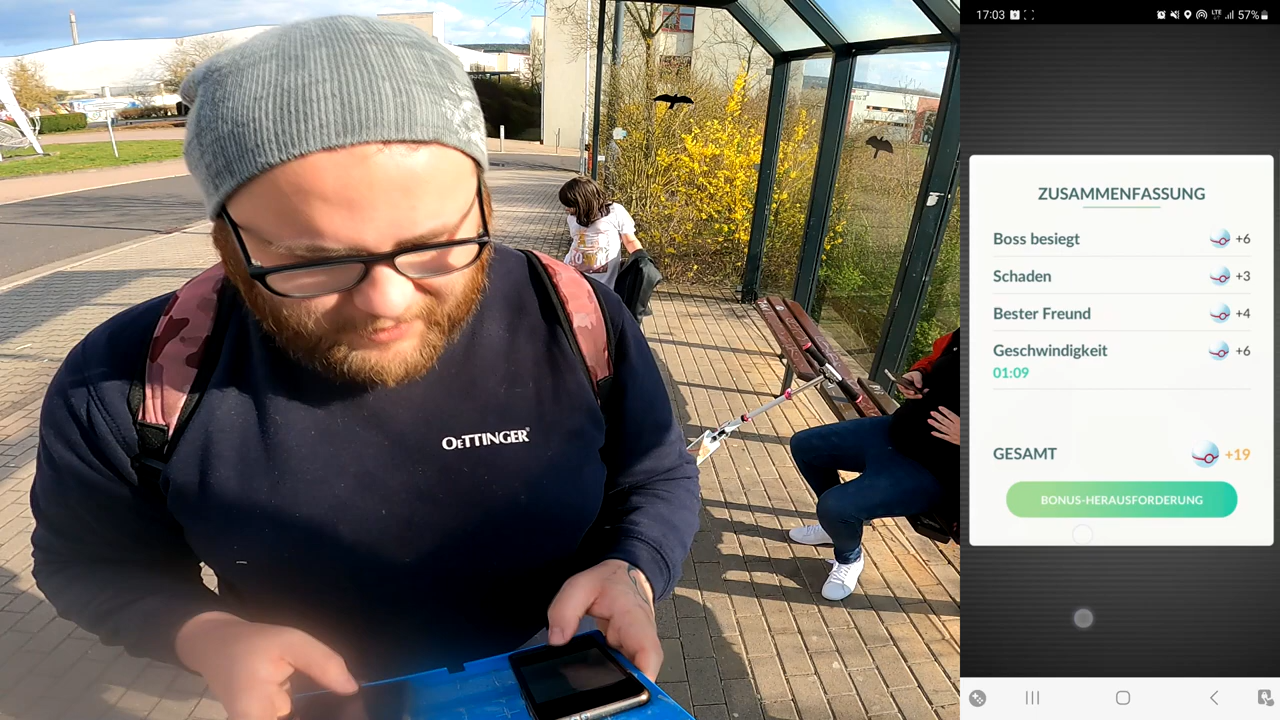 OeTTINGER
17:03
LTE
57%
ZUSAMMENFASSUNG
Boss besiegt +6
Schaden +3
Bester Freund +4
Geschwindigkeit +6
01:09
GESAMT +19
BONUS-HERAUSFORDERUNG